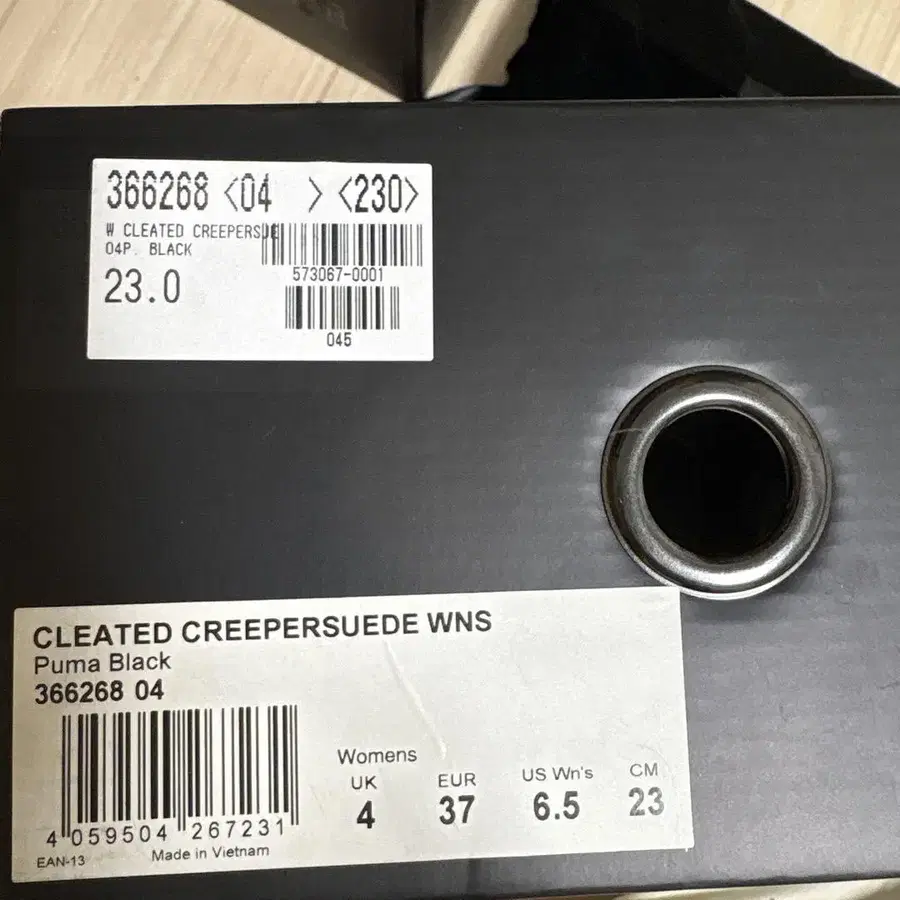 366268 <04   > <230>
W CLEATED CREEPERSUE
04P. BLACK
573067-0001
23.0
045
CLEATED CREEPERSUEDE WNS
Puma Black
366268 04
Womens
UK EUR US Wn's CM
4 37 6.5 23
4 059504 267231
EAN-13 Made in Vietnam